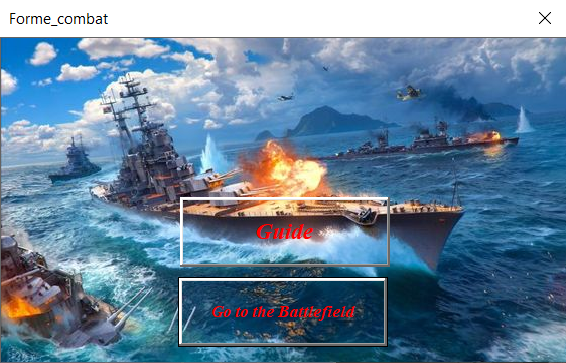 Forme_combat
Guide
Go to the Battlefield